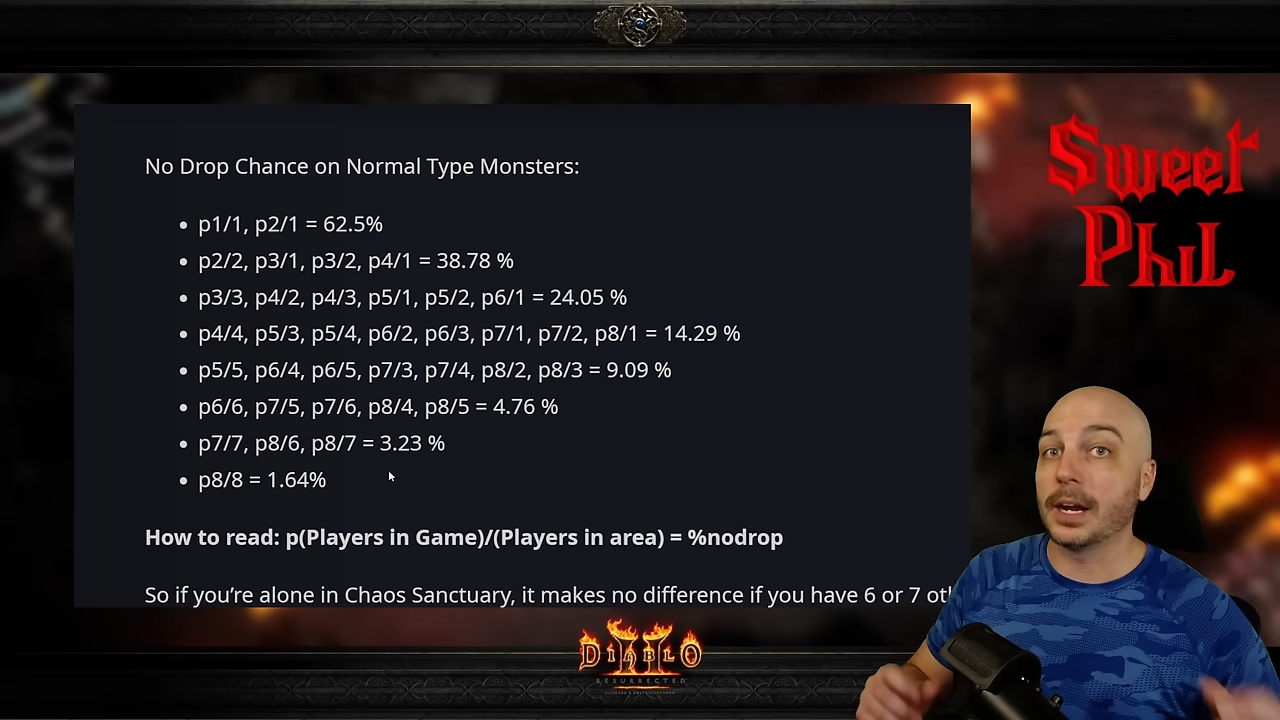 No Drop Chance on Normal Type Monsters:
• p1/1, p2/1 = 62.5%
• p2/2, p3/1, p3/2, p4/1 = 38.78 %
• p3/3, p4/2, p4/3, p5/1, p5/2, p6/1 = 24.05 %
• p4/4, p5/3, p5/4, p6/2, p6/3, p7/1, p7/2, p8/1 = 14.29 %
• p5/5, p6/4, p6/5, p7/3, p7/4, p8/2, p8/3 = 9.09 %
• p6/6, p7/5, p7/6, p8/4, p8/5 = 4.76 %
• p7/7, p8/6, p8/7 = 3.23 %
• p8/8 = 1.64%
How to read: p(Players in Game)/(Players in area) = %nodrop
So if you’re alone in Chaos Sanctuary, it makes no difference if you have 6 or 7
Sweet
Phil
DIABLO
II
RESURRECTED